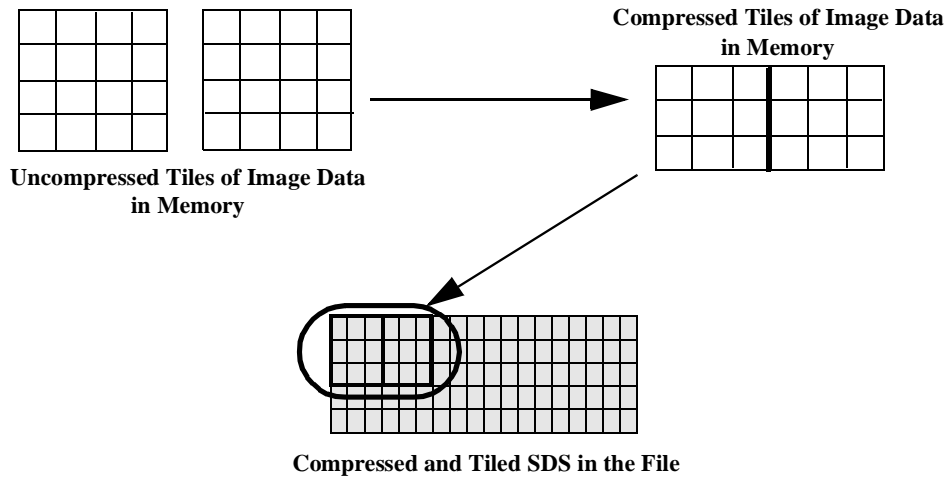 Compressed Tiles of Image Data
in Memory
Uncompressed Tiles of Image Data
in Memory
Compressed and Tiled SDS in the File